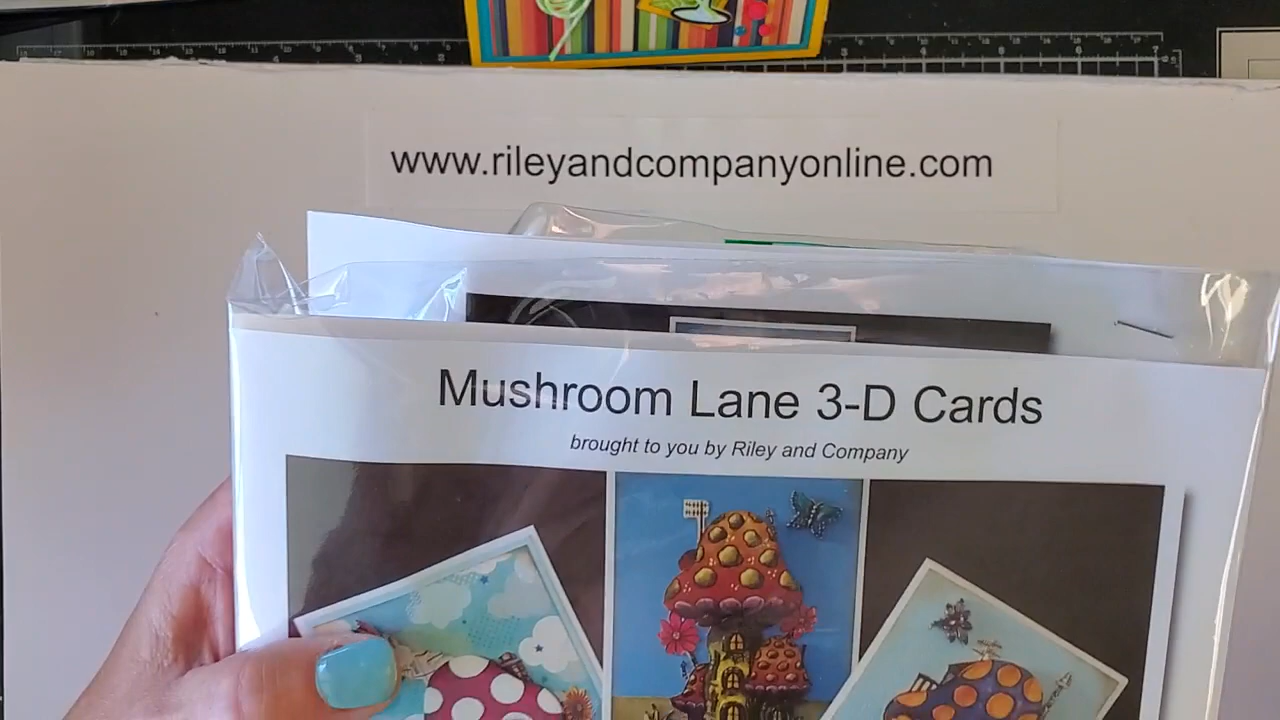 www.rileyandcompanyonline.com
Mushroom Lane 3-D Cards
brought to you by Riley and Company